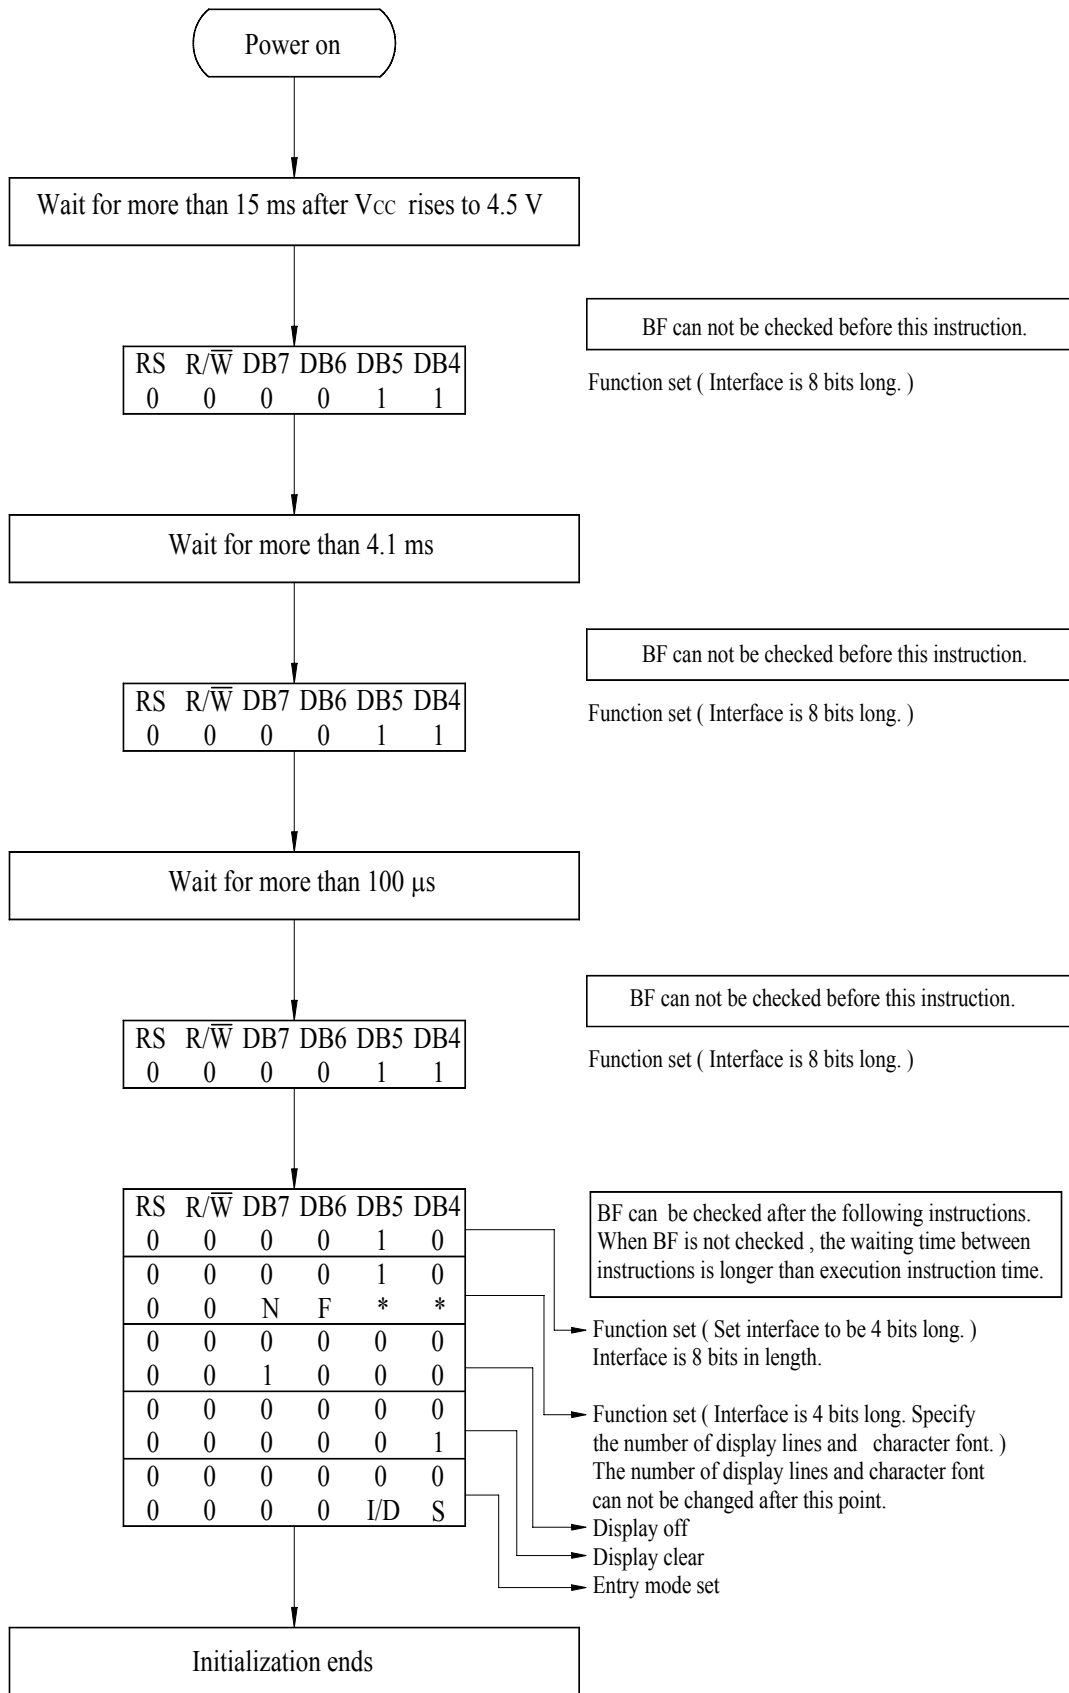 Power on
Wait for more than 15 ms after VCC rises to 4.5 V
BF can not be checked before this instruction.
RS R/W̅ DB7 DB6 DB5 DB4
0 0 0 0 1 1
Function set ( Interface is 8 bits long. )
Wait for more than 4.1 ms
BF can not be checked before this instruction.
RS R/W̅ DB7 DB6 DB5 DB4
0 0 0 0 1 1
Function set ( Interface is 8 bits long. )
Wait for more than 100 µs
BF can not be checked before this instruction.
RS R/W̅ DB7 DB6 DB5 DB4
0 0 0 0 1 1
Function set ( Interface is 8 bits long. )
RS R/W̅ DB7 DB6 DB5 DB4
0 0 0 0 1 0
0 0 0 0 1 0
0 0 N F * *
0 0 0 0 0 0
0 0 1 0 0 0
0 0 0 0 0 0
0 0 0 0 0 1
0 0 0 0 0 0
0 0 0 0 I/D S
BF can be checked after the following instructions.
When BF is not checked , the waiting time between
instructions is longer than execution instruction time.
Function set ( Set interface to be 4 bits long. )
Interface is 8 bits in length.
Function set ( Interface is 4 bits long. Specify
the number of display lines and character font. )
The number of display lines and character font
can not be changed after this point.
Display off
Display clear
Entry mode set
Initialization ends